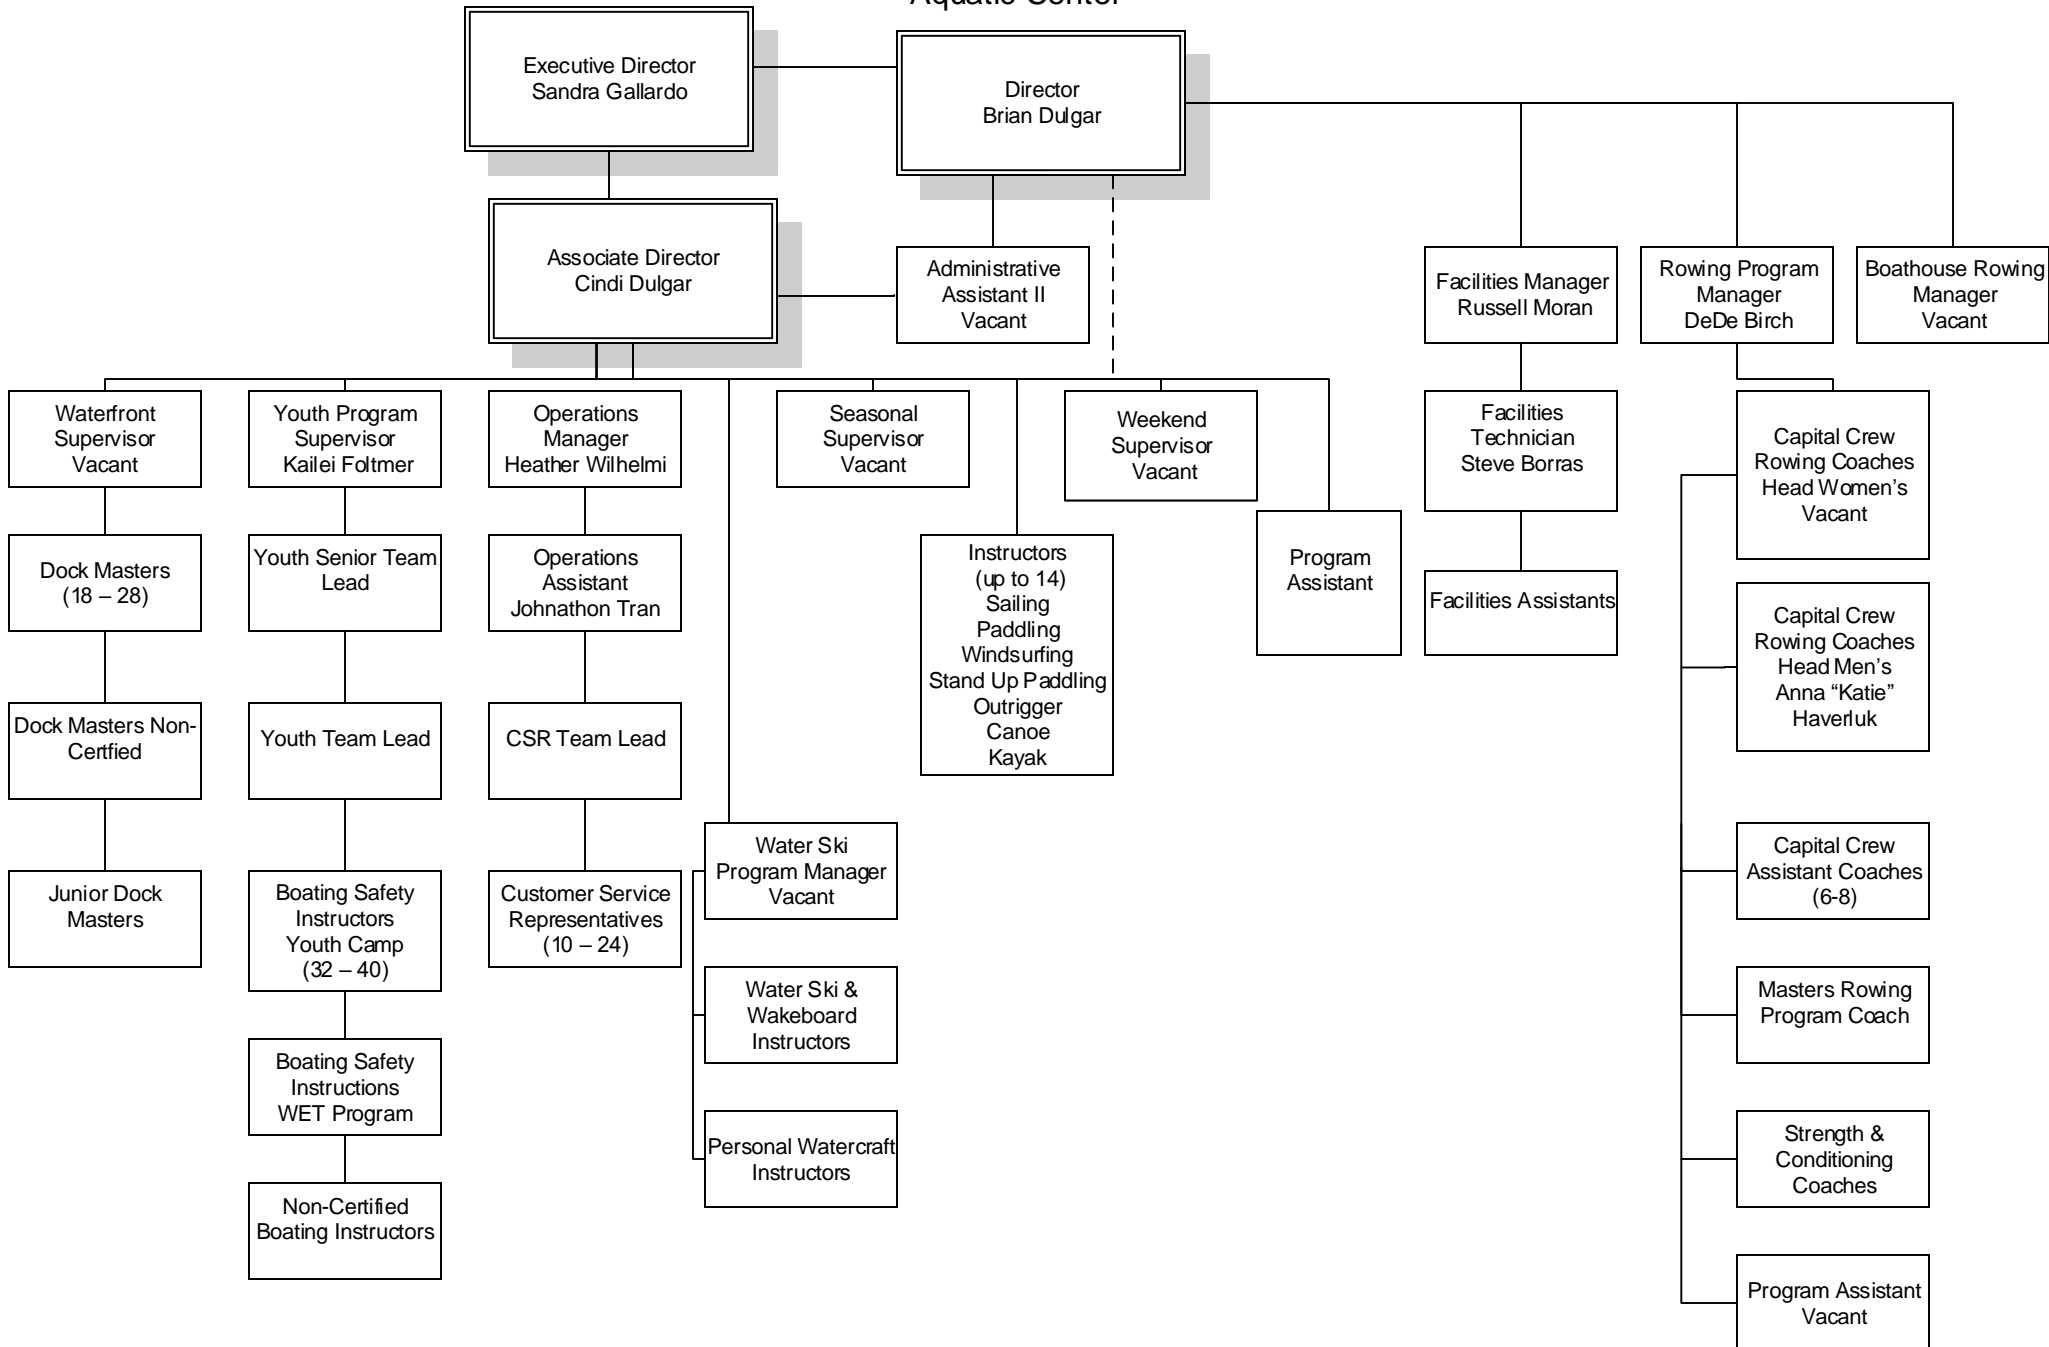 Aquatic Center
Executive Director
Sandra Gallardo
Director
Brian Dulgar
Associate Director
Cindi Dulgar
Administrative
Assistant II
Vacant
Facilities Manager
Russell Moran
Rowing Program
Manager
DeDe Birch
Boathouse Rowing
Manager
Vacant
Waterfront
Supervisor
Vacant
Youth Program
Supervisor
Kailei Foltmer
Operations
Manager
Heather Wilhelmi
Seasonal
Supervisor
Vacant
Weekend
Supervisor
Vacant
Facilities
Technician
Steve Borras
Capital Crew
Rowing Coaches
Head Women’s
Vacant
Dock Masters
(18 – 28)
Youth Senior Team
Lead
Operations
Assistant
Johnathon Tran
Instructors
(up to 14)
Sailing
Paddling
Windsurfing
Stand Up Paddling
Outrigger
Canoe
Kayak
Program
Assistant
Facilities Assistants
Capital Crew
Rowing Coaches
Head Men’s
Anna “Katie”
Haverluk
Dock Masters Non-
Certfied
Youth Team Lead
CSR Team Lead
Water Ski
Program Manager
Vacant
Capital Crew
Assistant Coaches
(6-8)
Junior Dock
Masters
Boating Safety
Instructors
Youth Camp
(32 – 40)
Customer Service
Representatives
(10 – 24)
Water Ski &
Wakeboard
Instructors
Masters Rowing
Program Coach
Boating Safety
Instructions
WET Program
Personal Watercraft
Instructors
Strength &
Conditioning
Coaches
Non-Certified
Boating Instructors
Program Assistant
Vacant